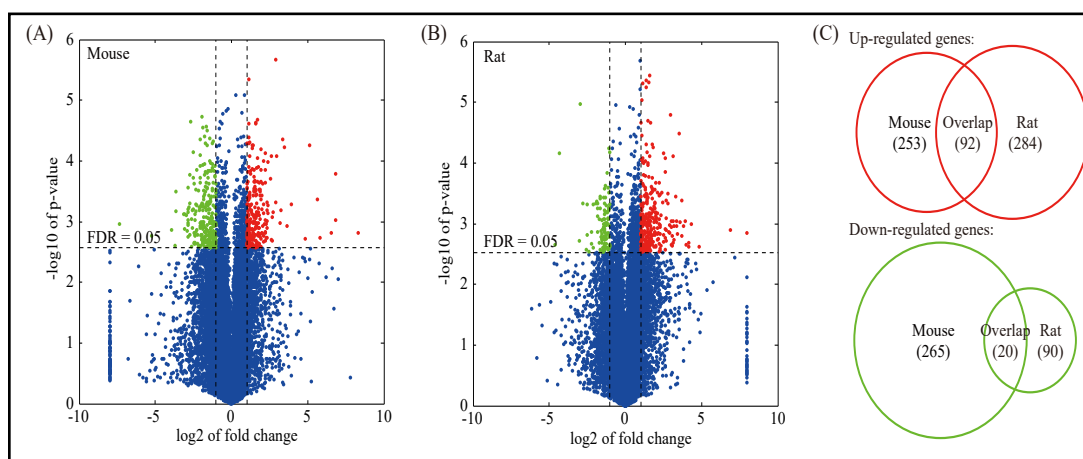 (A)
Mouse
6
5
4
3
2
1
0
-log10 of p-value
FDR = 0.05
-10
-5
0
5
10
log2 of fold change
(B)
Rat
6
5
4
3
2
1
0
-log10 of p-value
FDR = 0.05
-10
-5
0
5
10
log2 of fold change
(C)
Up-regulated genes:
Mouse Overlap Rat
(253) (92) (284)
Down-regulated genes:
Mouse Overlap Rat
(265) (20) (90)